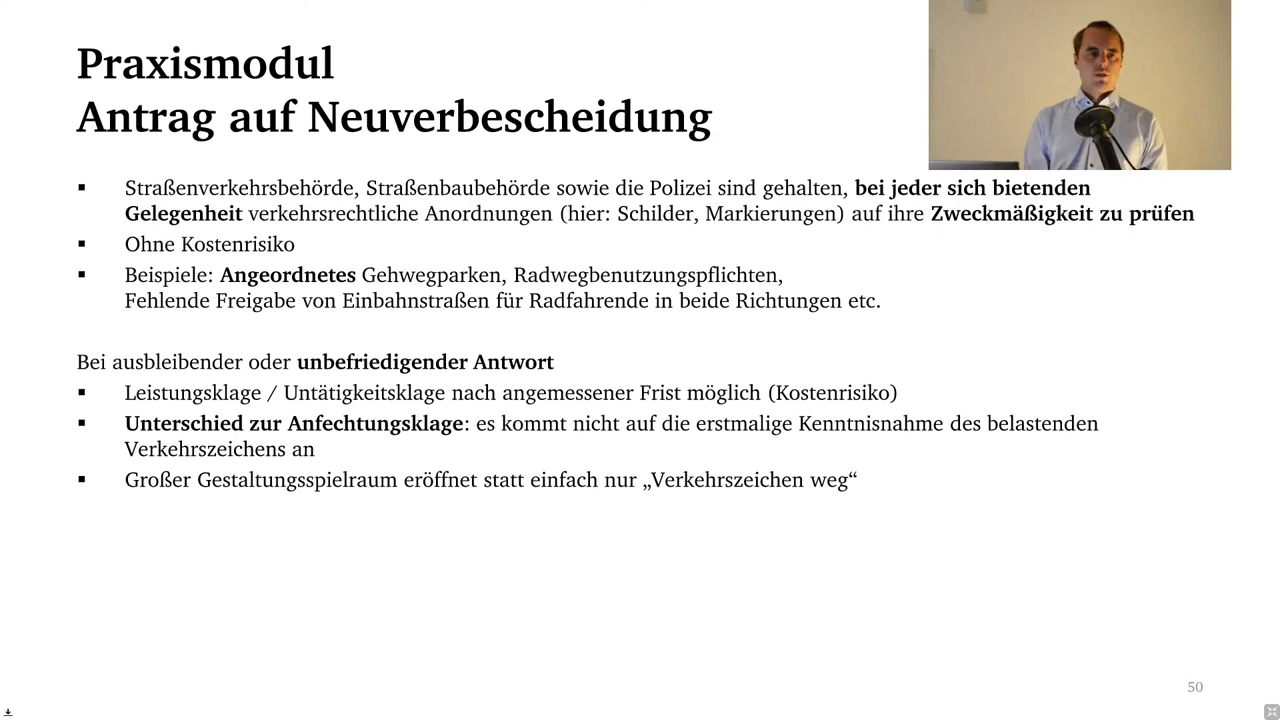 Praxismodul
Antrag auf Neuverbescheidung
▪ Straßenverkehrsbehörde, Straßenbaubehörde sowie die Polizei sind gehalten, bei jeder sich bietenden
Gelegenheit verkehrsrechtliche Anordnungen (hier: Schilder, Markierungen) auf ihre Zweckmäßigkeit zu prüfen
▪ Ohne Kostenrisiko
▪ Beispiele: Angeordnetes Gehwegparken, Radwegbenutzungspflichten,
Fehlende Freigabe von Einbahnstraßen für Radfahrende in beide Richtungen etc.
Bei ausbleibender oder unbefriedigender Antwort
▪ Leistungsklage / Untätigkeitsklage nach angemessener Frist möglich (Kostenrisiko)
▪ Unterschied zur Anfechtungsklage: es kommt nicht auf die erstmalige Kenntnisnahme des belastenden
Verkehrszeichens an
▪ Großer Gestaltungsspielraum eröffnet statt einfach nur „Verkehrszeichen weg“
50